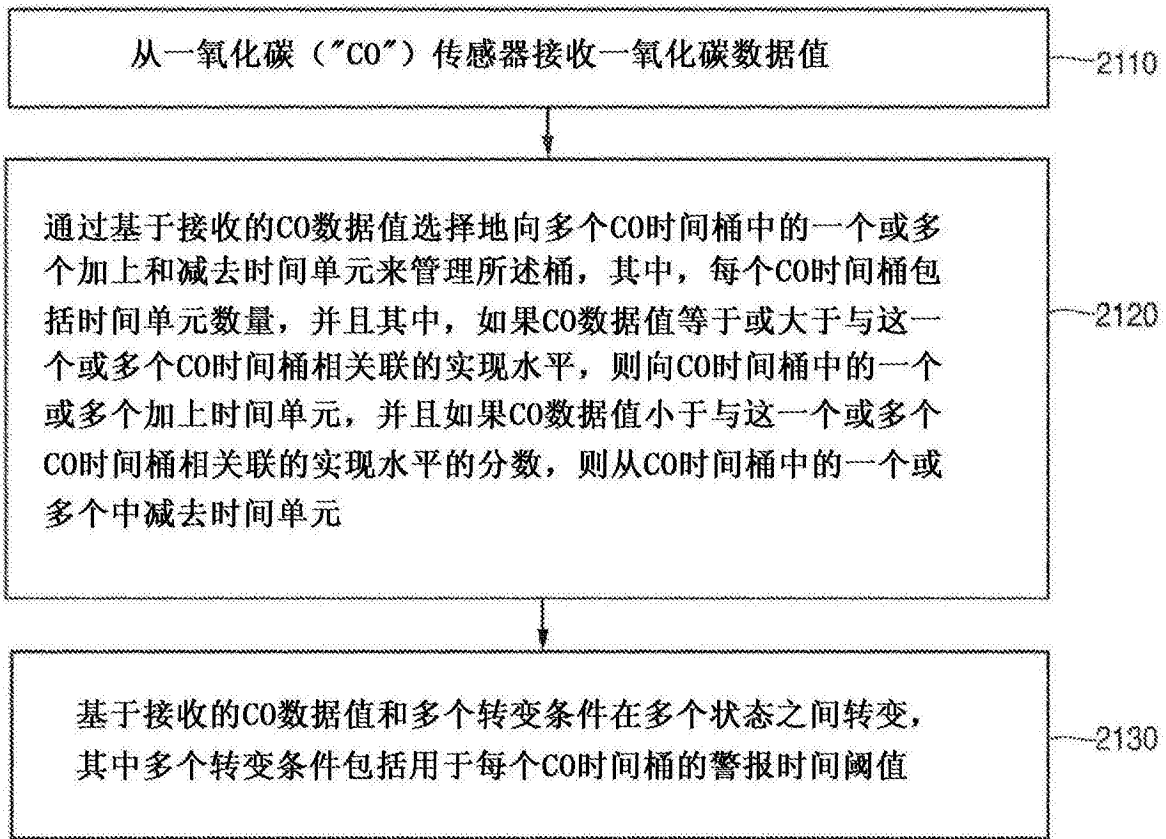 从一氧化碳（"CO"）传感器接收一氧化碳数据值
2110
通过基于接收的CO数据值选择地向多个CO时间桶中的一个或多
个加上和减去时间单元来管理所述桶，其中，每个CO时间桶包
括时间单元数量，并且其中，如果CO数据值等于或大于与这一
个或多个CO时间桶相关联的实现水平，则向CO时间桶中的一个
或多个加上时间单元，并且如果CO数据值小于与这一个或多个
CO时间桶相关联的实现水平的分数，则从CO时间桶中的一个或
多个中减去时间单元
2120
基于接收的CO数据值和多个转变条件在多个状态之间转变，
其中多个转变条件包括用于每个CO时间桶的警报时间阈值
2130